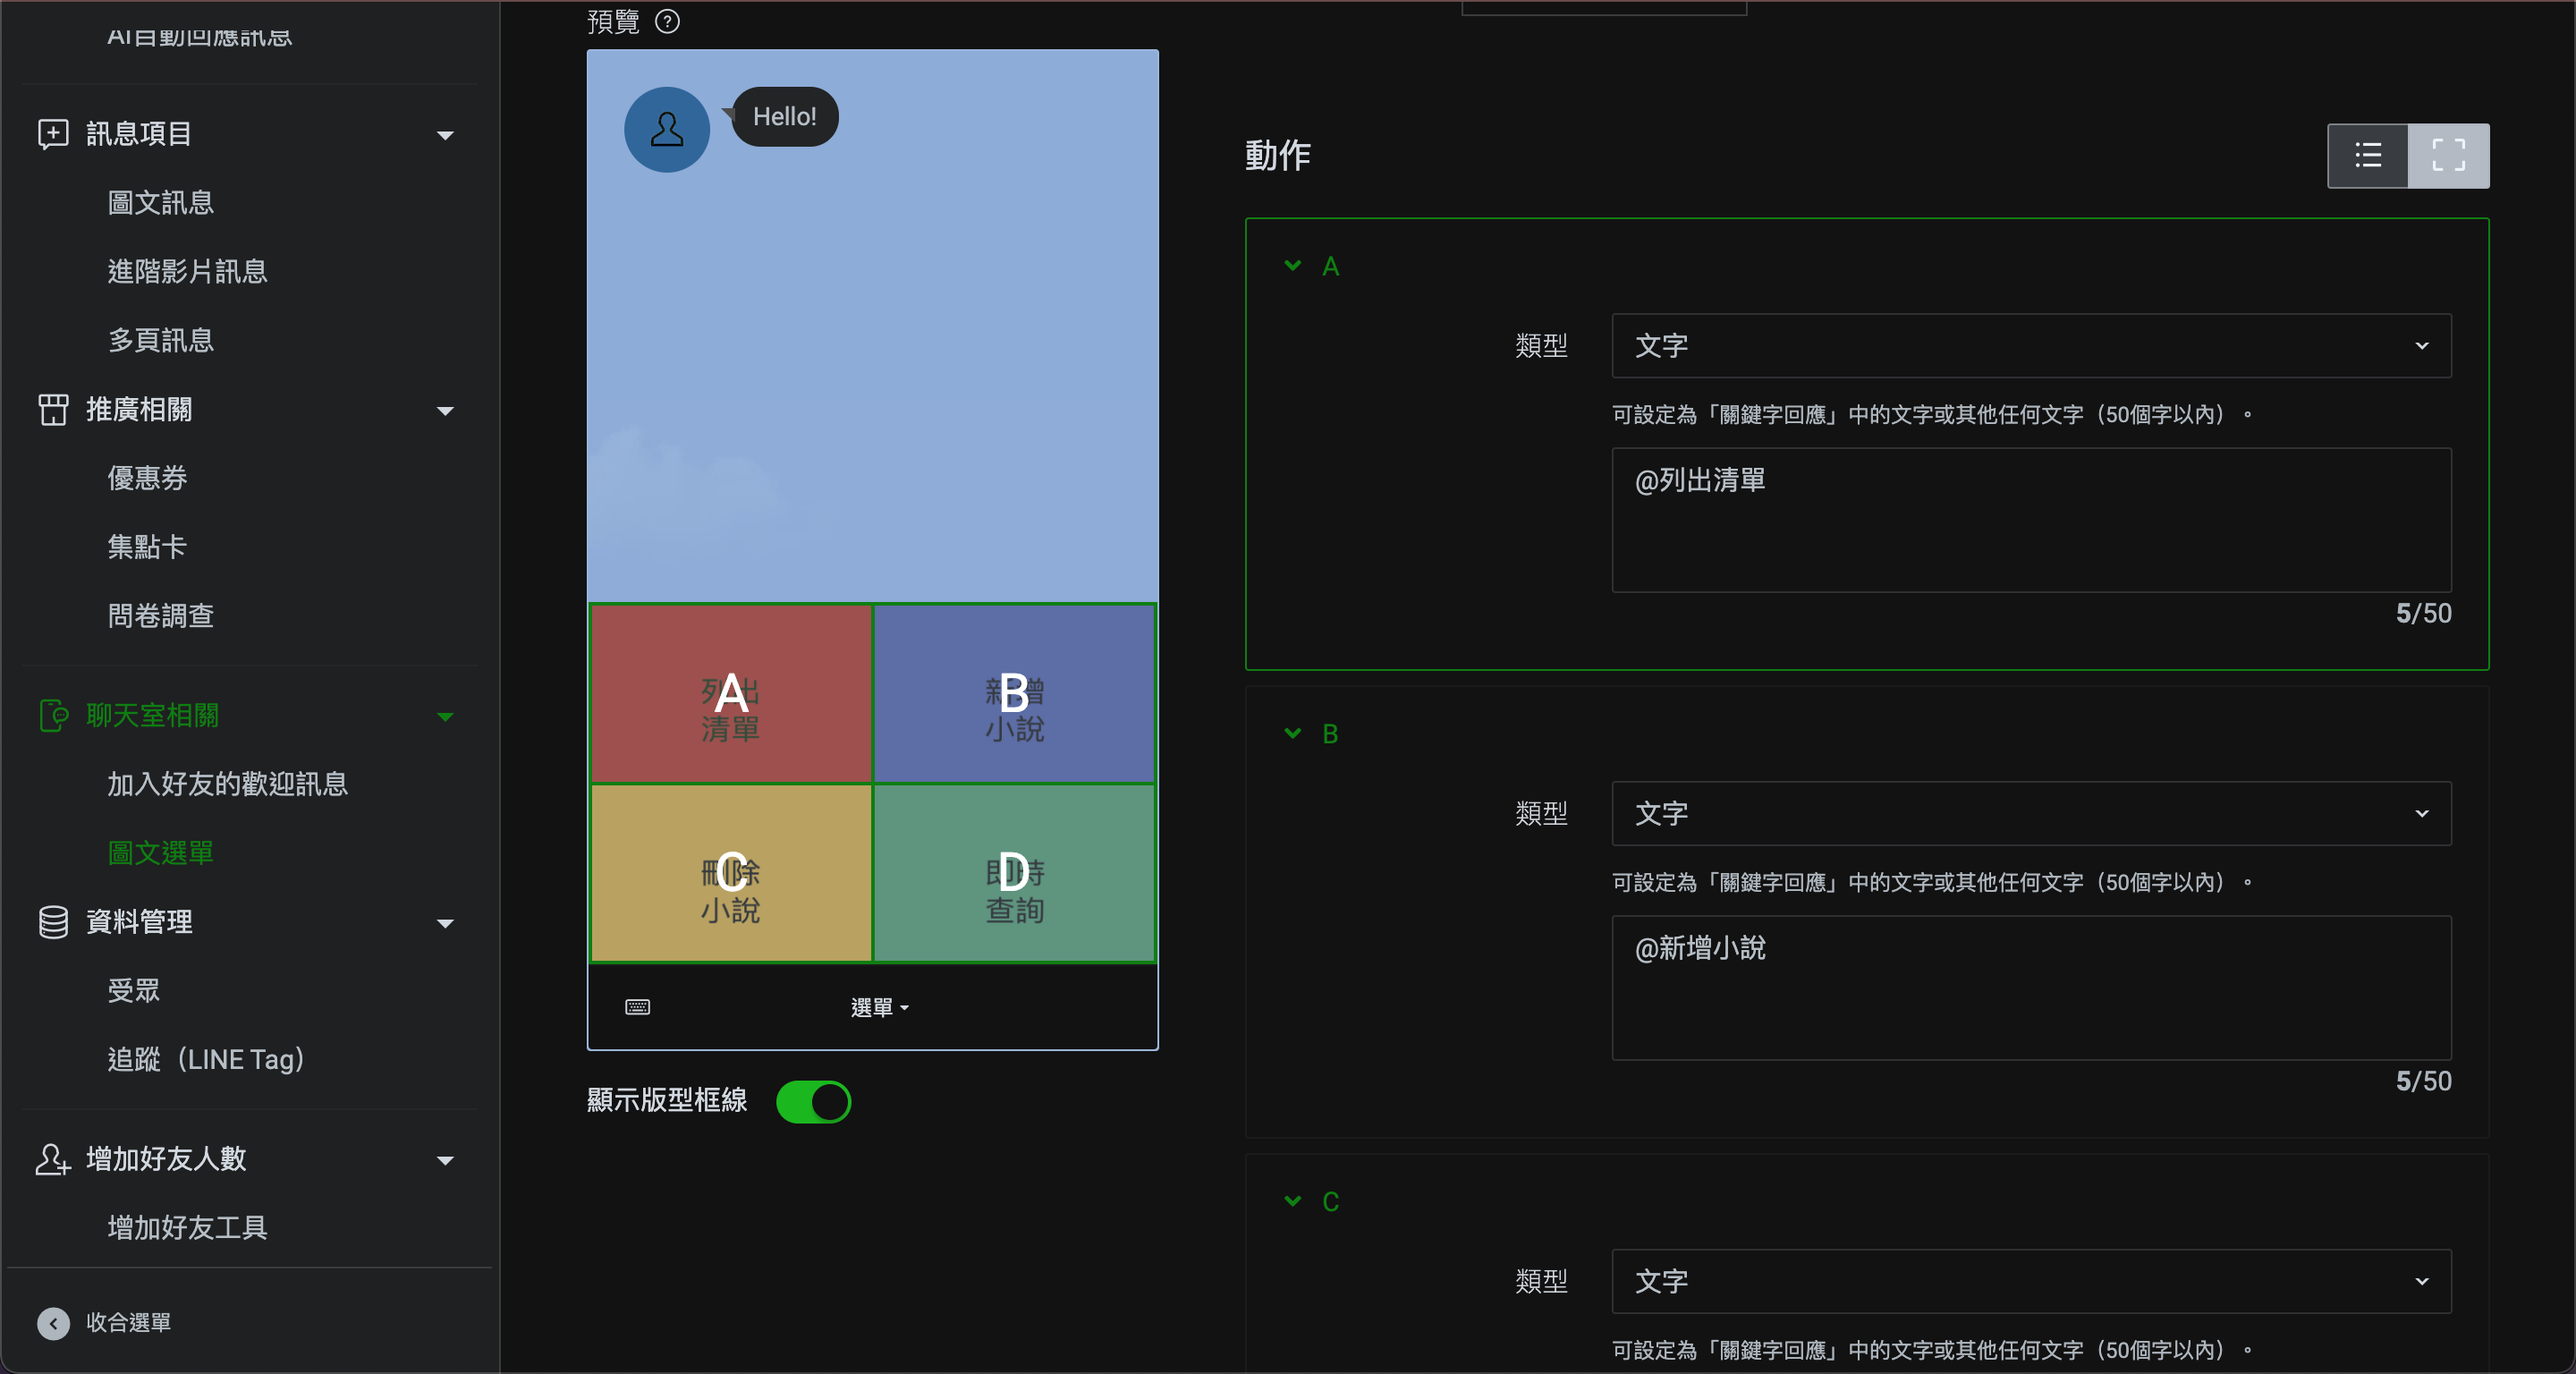 AI自動回應訊息
訊息項目
圖文訊息
進階影片訊息
多頁訊息
推廣相關
優惠券
集點卡
問卷調查
聊天室相關
加入好友的歡迎訊息
圖文選單
資料管理
受眾
追蹤（LINE Tag）
增加好友人數
增加好友工具
收合選單
預覽
Hello!
A
列出
清單
B
新增
小說
C
刪除
小說
D
即時
查詢
選單
顯示版型框線
動作
A
類型
文字
可設定為「關鍵字回應」中的文字或其他任何文字（50個字以內）。
@列出清單
5/50
B
類型
文字
可設定為「關鍵字回應」中的文字或其他任何文字（50個字以內）。
@新增小說
5/50
C
類型
文字
可設定為「關鍵字回應」中的文字或其他任何文字（50個字以內）。